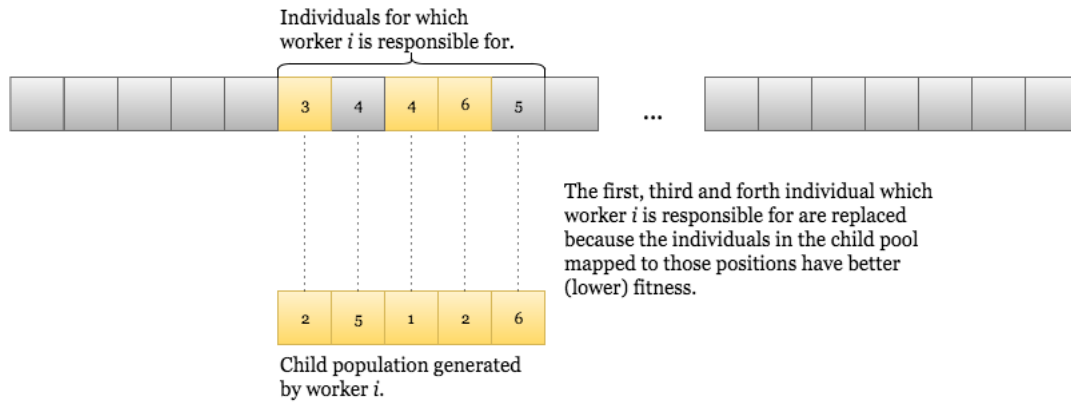 Individuals for which
worker i is responsible for.
3 4 4 6 5
...
The first, third and forth individual which
worker i is responsible for are replaced
because the individuals in the child pool
mapped to those positions have better
(lower) fitness.
2 5 1 2 6
Child population generated
by worker i.